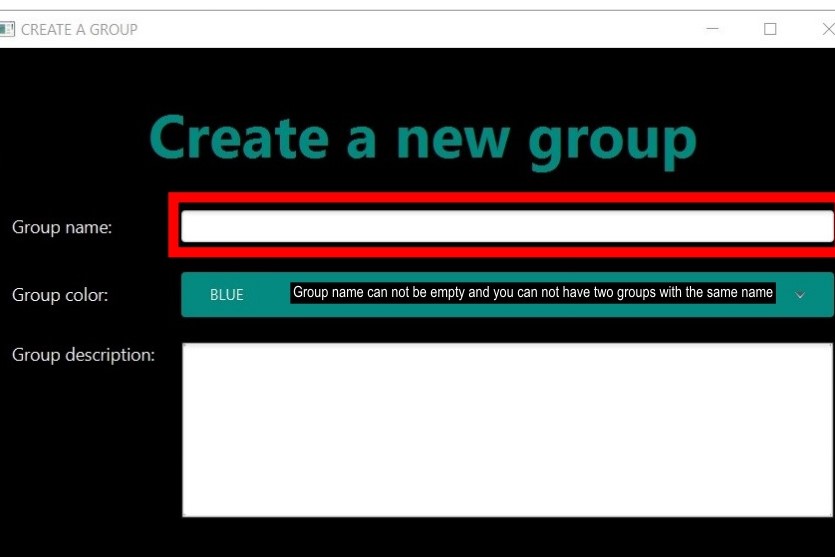 CREATE A GROUP
Create a new group
Group name:
Group color:
BLUE
Group name can not be empty and you can not have two groups with the same name
Group description: